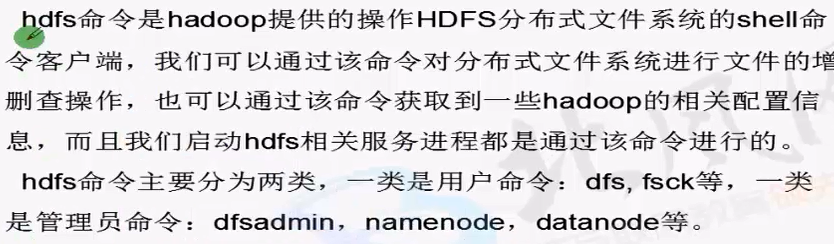 hdfs命令是hadoop提供的操作HDFS分布式文件系统的shell命
令客户端，我们可以通过该命令对分布式文件系统进行文件的增
删查操作，也可以通过该命令获取到一些hadoop的相关配置信
息，而且我们启动hdfs相关服务进程都是通过该命令进行的。
hdfs命令主要分为两类，一类是用户命令：dfs, fsck等，一类
是管理员命令：dfsadmin，namenode，datanode等。